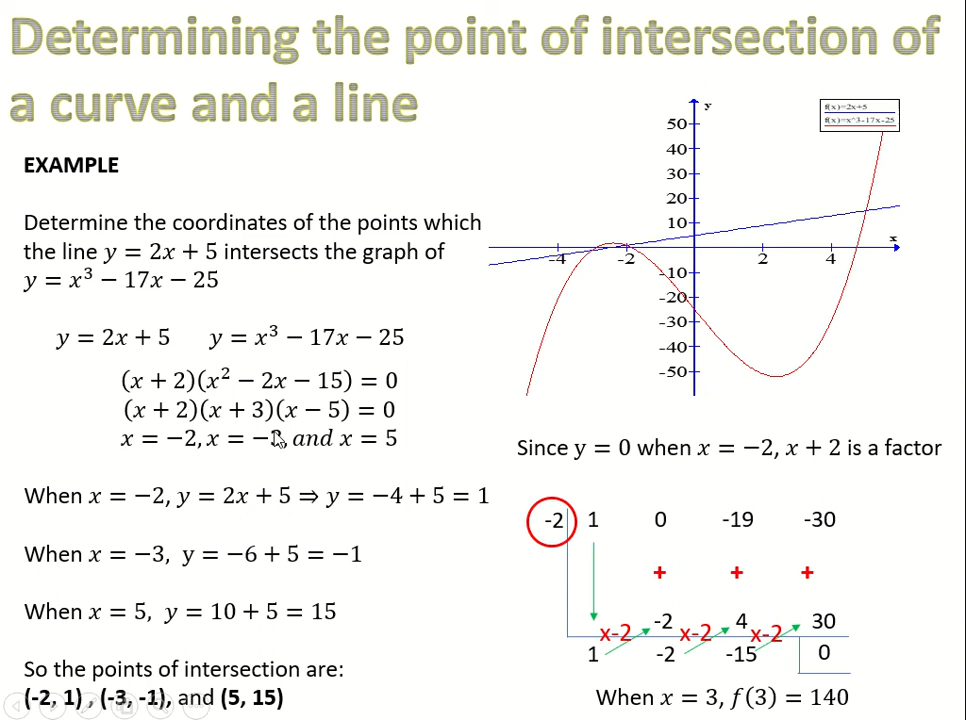 Determining the point of intersection of
a curve and a line
EXAMPLE
Determine the coordinates of the points which
the line y = 2x + 5 intersects the graph of
y = x³ − 17x − 25
y = 2x + 5 y = x³ − 17x − 25
(x + 2)(x² − 2x − 15) = 0
(x + 2)(x + 3)(x − 5) = 0
x = −2, x = − and x = 5
When x = −2, y = 2x + 5 ⇒ y = −4 + 5 = 1
When x = −3, y = −6 + 5 = −1
When x = 5, y = 10 + 5 = 15
So the points of intersection are:
(-2, 1) , (-3, -1), and (5, 15)
y
f(x)=2x+5
f(x)=x^3-17x-25
50
40
30
20
10
x
-4 -2 2 4
-10
-20
-30
-40
-50
Since y = 0 when x = −2, x + 2 is a factor
-2 1 0 -19 -30
+ + +
-2 4 30
x-2 x-2 x-2
1 -2 -15 0
When x = 3, f(3) = 140